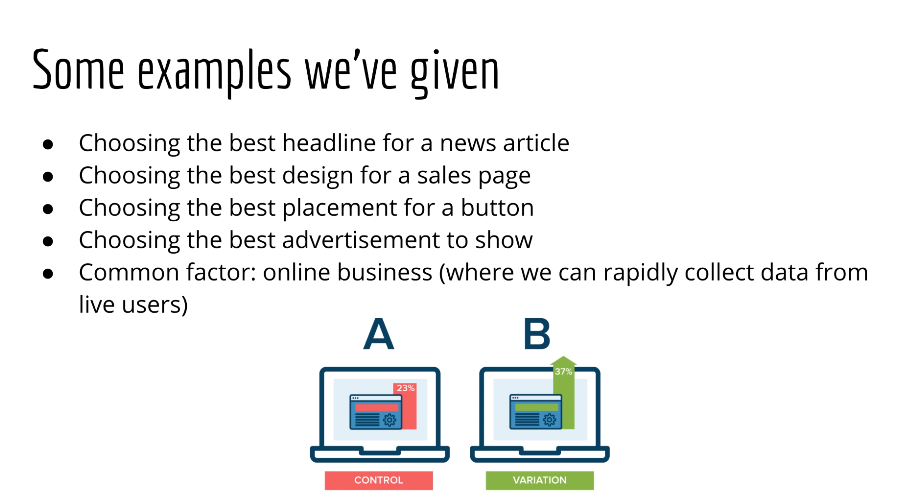 Some examples we've given
● Choosing the best headline for a news article
● Choosing the best design for a sales page
● Choosing the best placement for a button
● Choosing the best advertisement to show
● Common factor: online business (where we can rapidly collect data from
live users)
A
B
23%
37%
CONTROL
VARIATION